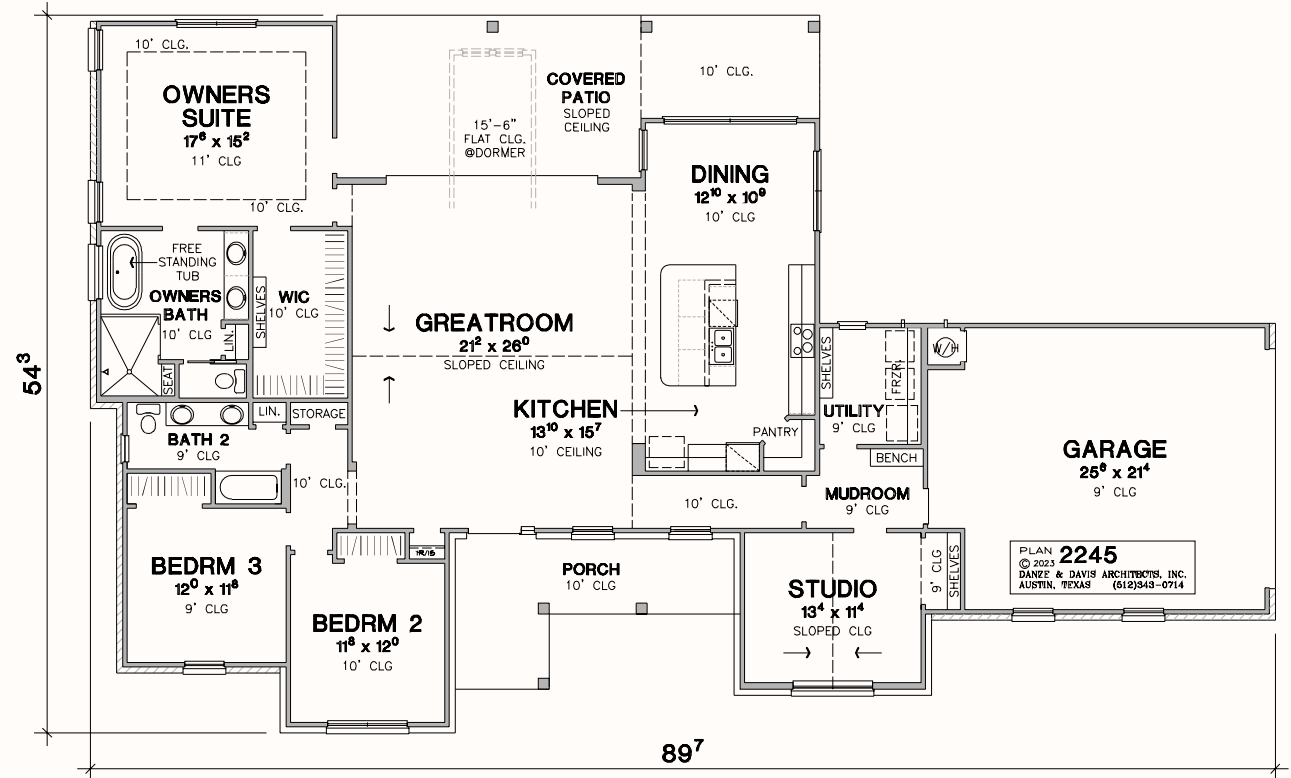 10' CLG.
OWNERS
SUITE
17⁶ x 15²
11' CLG
10' CLG.
15'-6"
FLAT CLG.
@DORMER
COVERED
PATIO
SLOPED
CEILING
10' CLG.
DINING
12¹⁰ x 10⁹
10' CLG
FREE
STANDING
TUB
OWNERS
BATH
10' CLG
LIN.
SEAT
SHELVES
WIC
10' CLG
GREATROOM
21² x 26⁰
SLOPED CEILING
KITCHEN
13¹⁰ x 15⁷
10' CEILING
PANTRY
SHELVES
FRZR.
W/H
UTILITY
9' CLG
BENCH
MUDROOM
9' CLG
10' CLG.
GARAGE
25⁶ x 21⁴
9' CLG
LIN.
STORAGE
BATH 2
9' CLG
10' CLG.
BEDRM 3
12⁰ x 11⁸
9' CLG
BEDRM 2
11⁸ x 12⁰
10' CLG
PORCH
10' CLG
STUDIO
13⁴ x 11⁴
SLOPED CLG
9' CLG
SHELVES
PLAN 2245
© 2023
DANZE & DAVIS ARCHITECTS, INC.
AUSTIN, TEXAS (512)343-0714
54³
89⁷